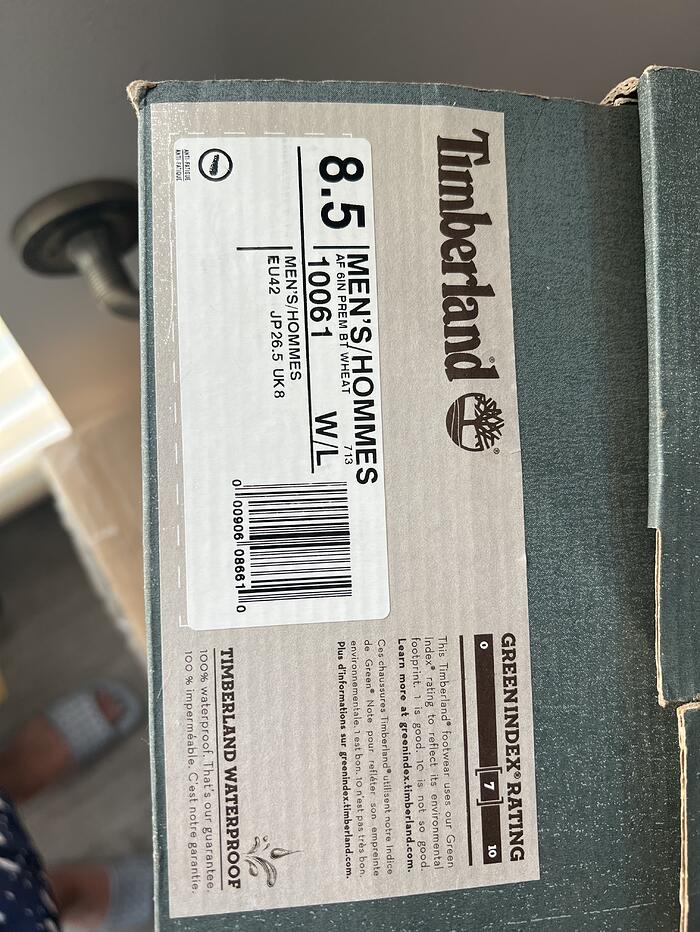 Timberland®
8.5
MEN'S/HOMMES
AF 6IN PREM BT WHEAT 713
10061 W/L
MEN'S/HOMMES
EU42 JP26.5 UK8
ANTI-FATIGUE
ANTI-FATIQUE
0 00906 08661 0
GREENINDEX® RATING
0 [7] 10
This Timberland® footwear uses our Green
Index® rating to reflect its environmental
footprint. 1 is good. 10 is not so good.
Learn more at greenindex.timberland.com.
Ces chaussures Timberland® utilisent notre Indice
de Green® Note pour refléter son empreinte
environnementale. 1 est bon. 10 n'est pas très bon.
Plus d'informations sur greenindex.timberland.com.
TIMBERLAND WATERPROOF
100% waterproof. That's our guarantee.
100 % imperméable. C'est notre garantie.